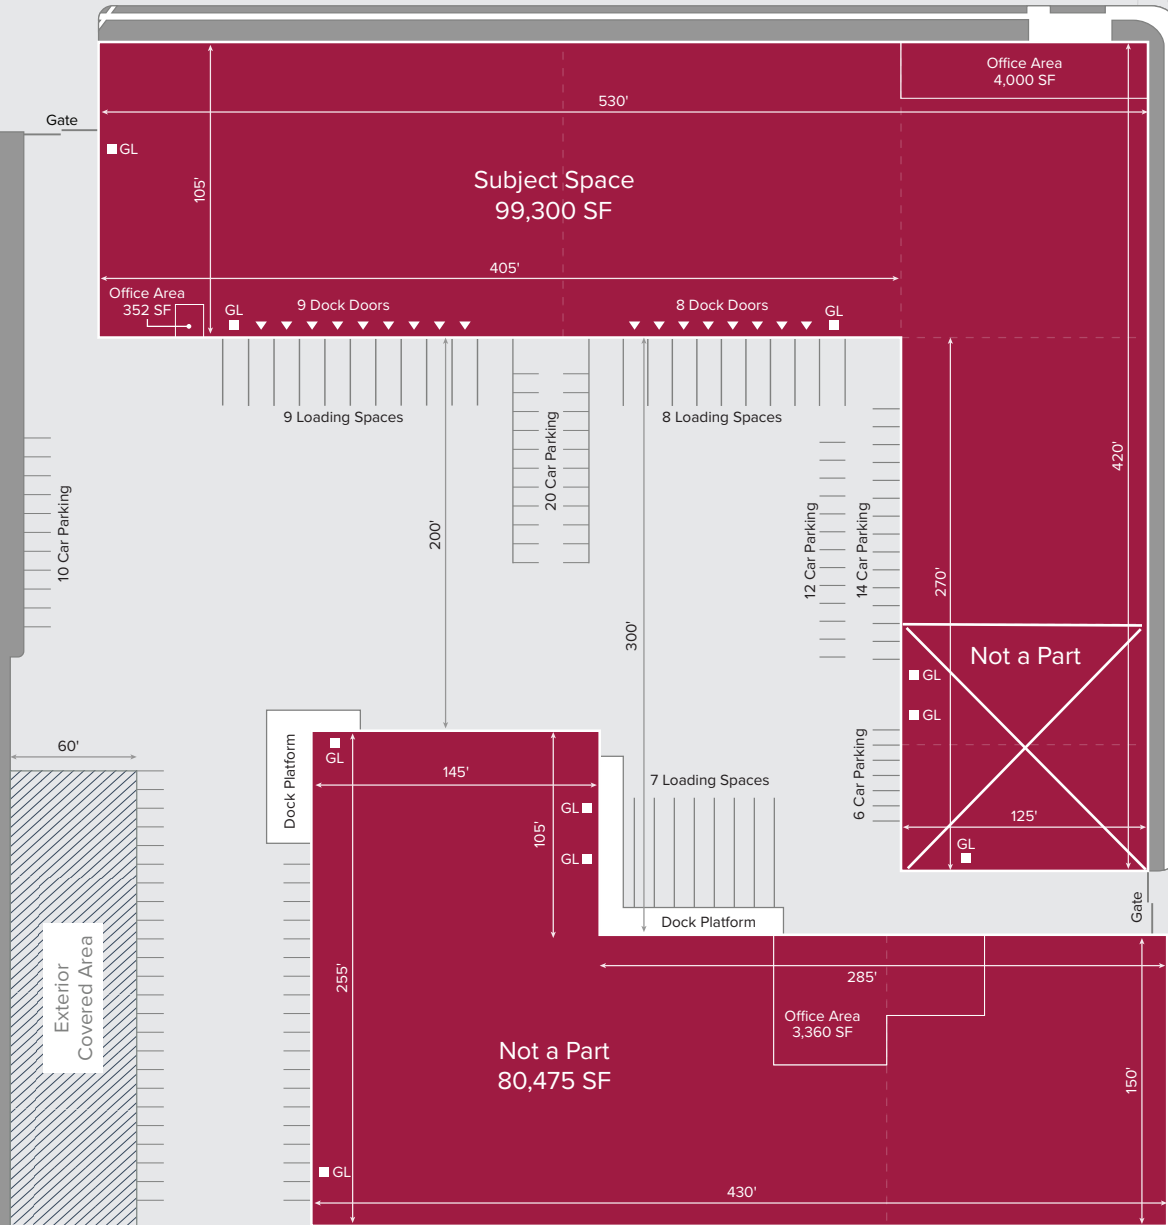 Office Area
4,000 SF
530'
Gate
GL
105'
Subject Space
99,300 SF
405'
Office Area
352 SF
GL
9 Dock Doors
8 Dock Doors
GL
9 Loading Spaces
8 Loading Spaces
20 Car Parking
420'
10 Car Parking
200'
12 Car Parking
14 Car Parking
270'
300'
Not a Part
GL
GL
60'
Dock Platform
GL
145'
7 Loading Spaces
6 Car Parking
GL
105'
125'
GL
GL
Gate
Dock Platform
Exterior
Covered Area
255'
285'
Office Area
3,360 SF
Not a Part
80,475 SF
150'
GL
430'